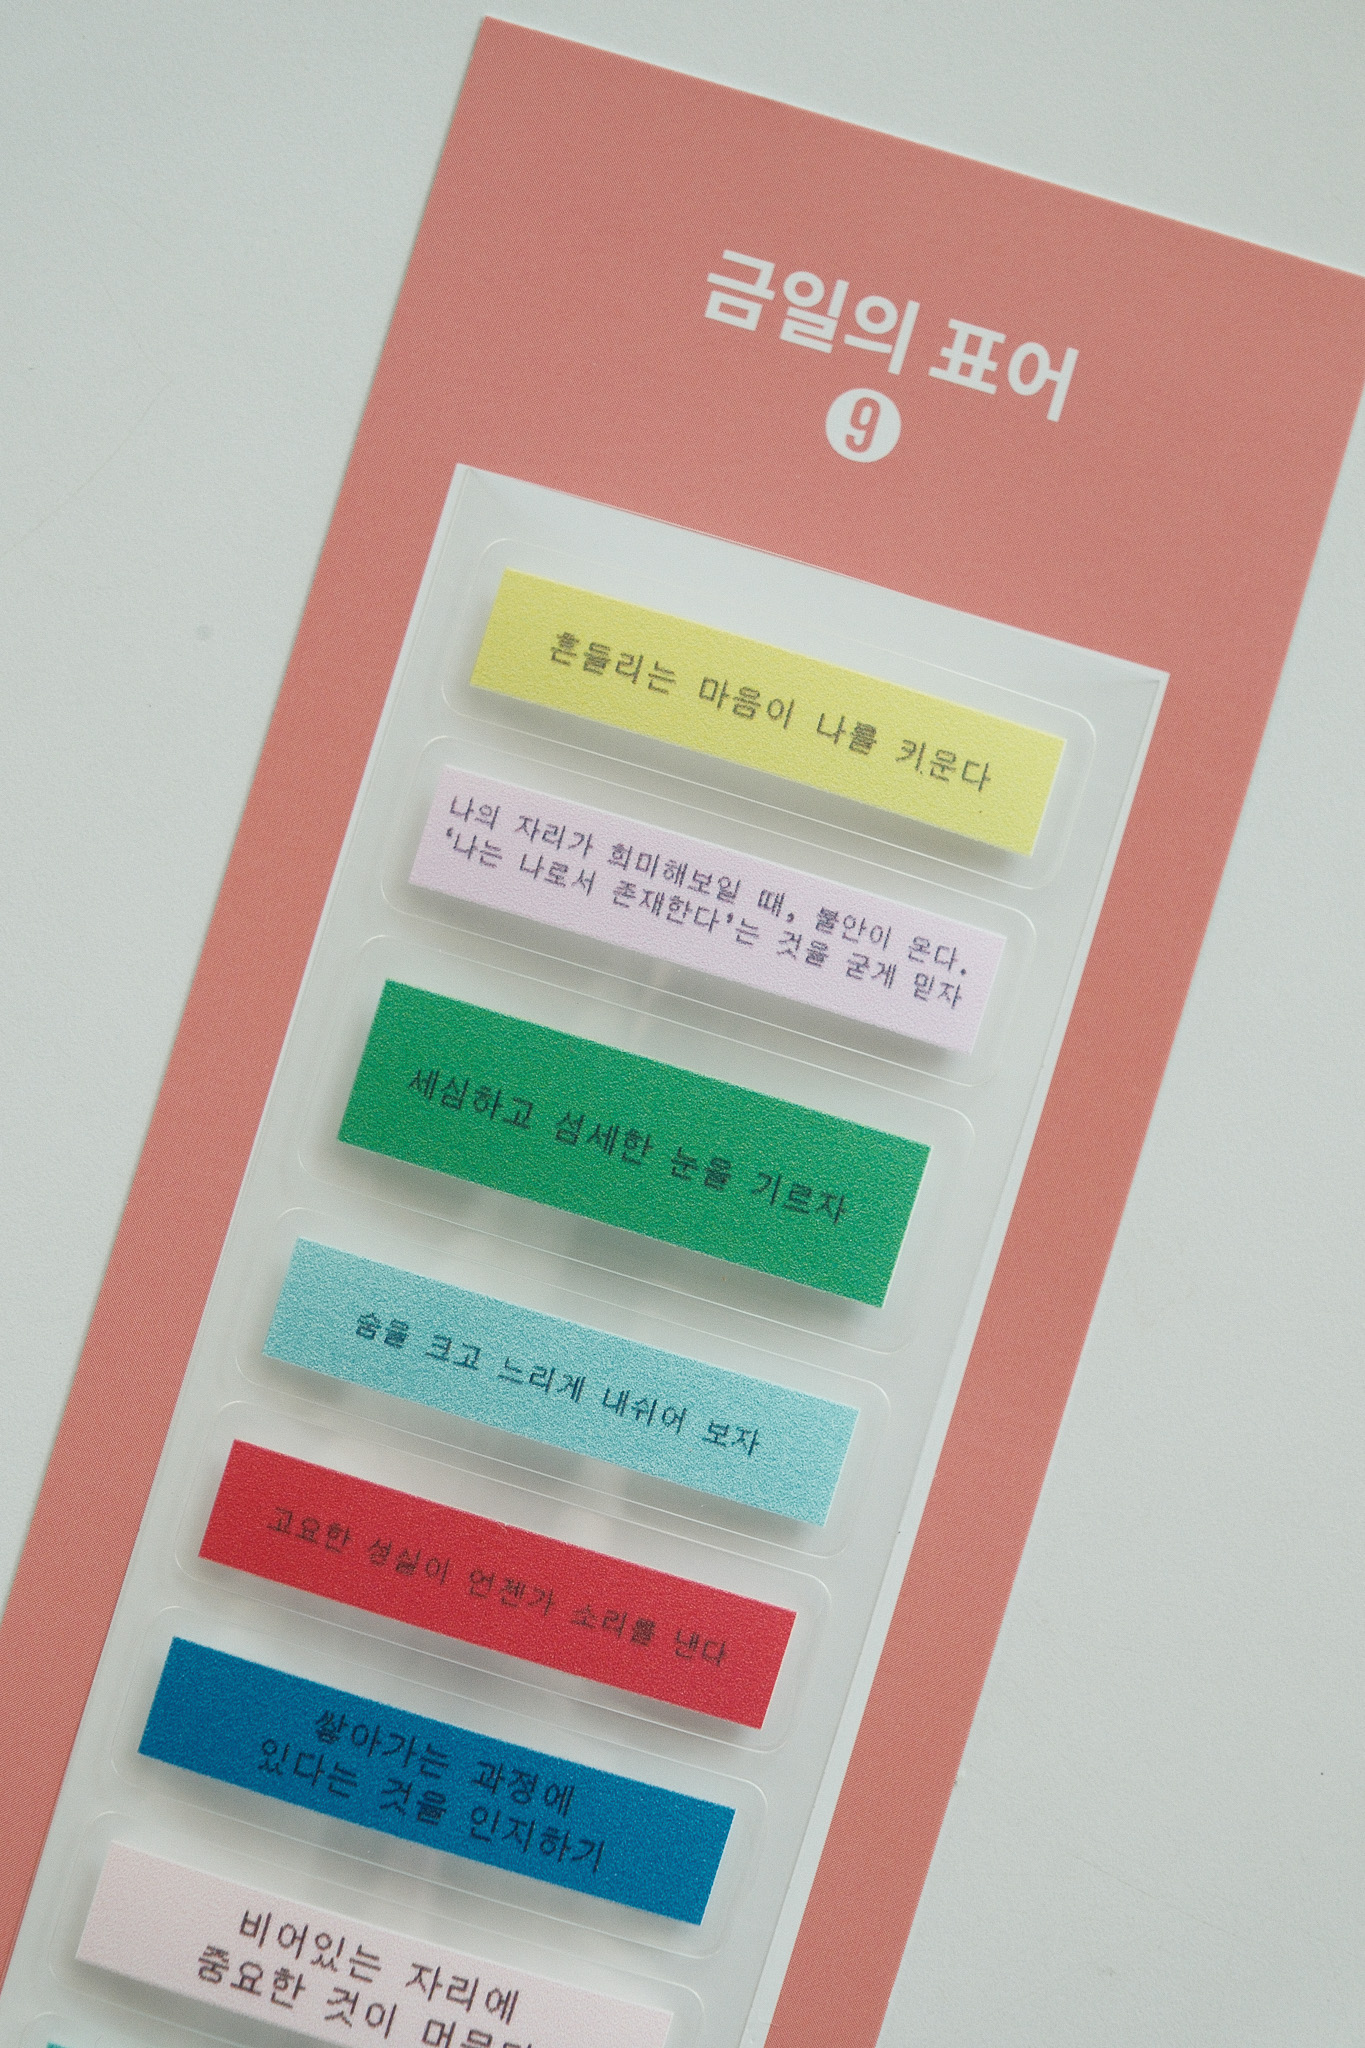 금일의 표어
9
흔들리는 마음이 나를 키운다
나의 자리가 희미해보일 때, 불안이 온다.
‘나는 나로서 존재한다’는 것을 굳게 믿자
세심하고 섬세한 눈을 기르자
숨을 크고 느리게 내쉬어 보자
고요한 성실이 언젠가 소리를 낸다
쌓아가는 과정에
있다는 것을 인지하기
비어있는 자리에
중요한 것이